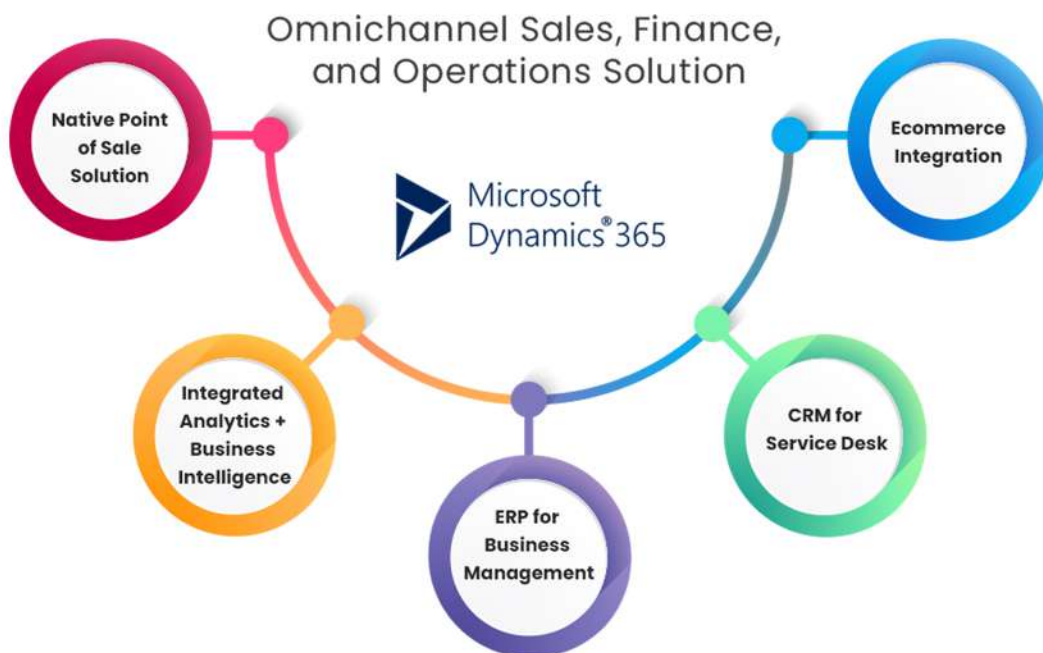 Omnichannel Sales, Finance,
and Operations Solution
Native Point
of Sale
Solution
Ecommerce
Integration
Microsoft
Dynamics® 365
Integrated
Analytics +
Business
Intelligence
CRM for
Service Desk
ERP for
Business
Management